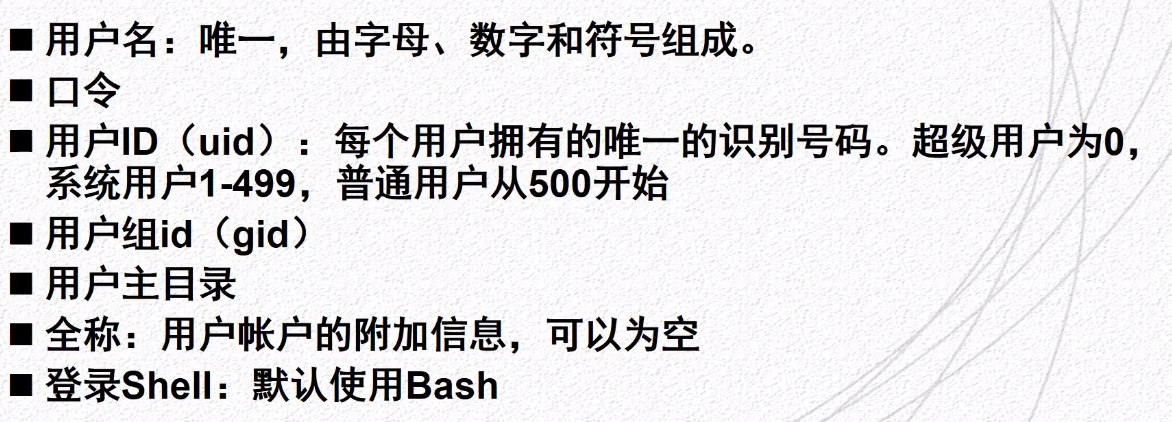 ■ 用户名：唯一，由字母、数字和符号组成。
■ 口令
■ 用户ID（uid）：每个用户拥有的唯一的识别号码。超级用户为0，
系统用户1-499，普通用户从500开始
■ 用户组id（gid）
■ 用户主目录
■ 全称：用户帐户的附加信息，可以为空
■ 登录Shell：默认使用Bash